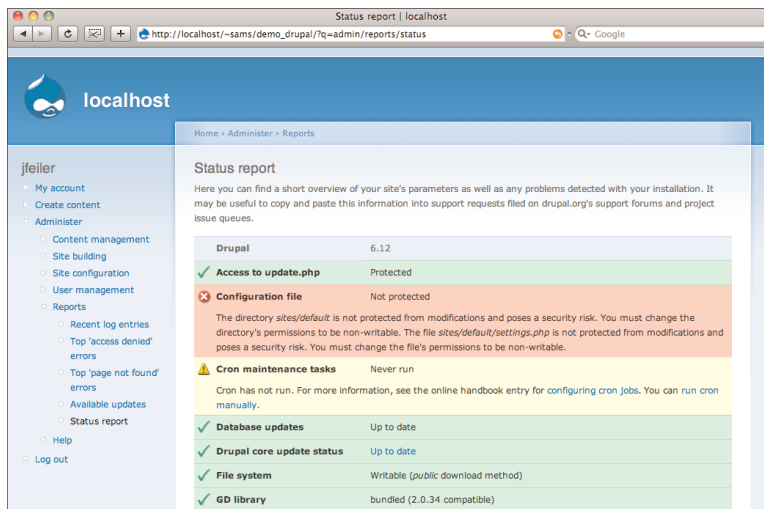 Status report | localhost
http://localhost/~sams/demo_drupal/?q=admin/reports/status
Google
localhost
Home › Administer › Reports
jfeiler
My account
Create content
Administer
Content management
Site building
Site configuration
User management
Reports
Recent log entries
Top 'access denied'
errors
Top 'page not found'
errors
Available updates
Status report
Help
Log out
Status report
Here you can find a short overview of your site's parameters as well as any problems detected with your installation. It
may be useful to copy and paste this information into support requests filed on drupal.org's support forums and project
issue queues.
Drupal 6.12
Access to update.php Protected
Configuration file Not protected
The directory sites/default is not protected from modifications and poses a security risk. You must change the
directory's permissions to be non-writable. The file sites/default/settings.php is not protected from modifications and
poses a security risk. You must change the file's permissions to be non-writable.
Cron maintenance tasks Never run
Cron has not run. For more information, see the online handbook entry for configuring cron jobs. You can run cron
manually.
Database updates Up to date
Drupal core update status Up to date
File system Writable (public download method)
GD library bundled (2.0.34 compatible)